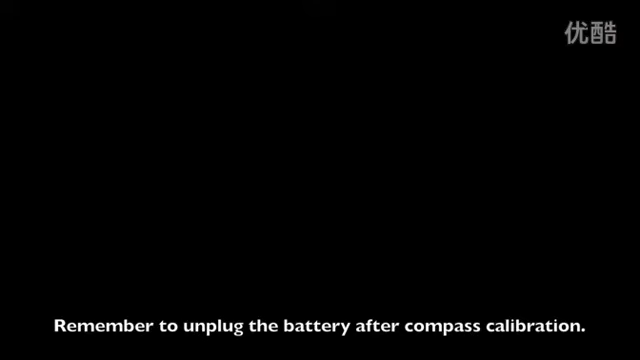 优酷
Remember to unplug the battery after compass calibration.